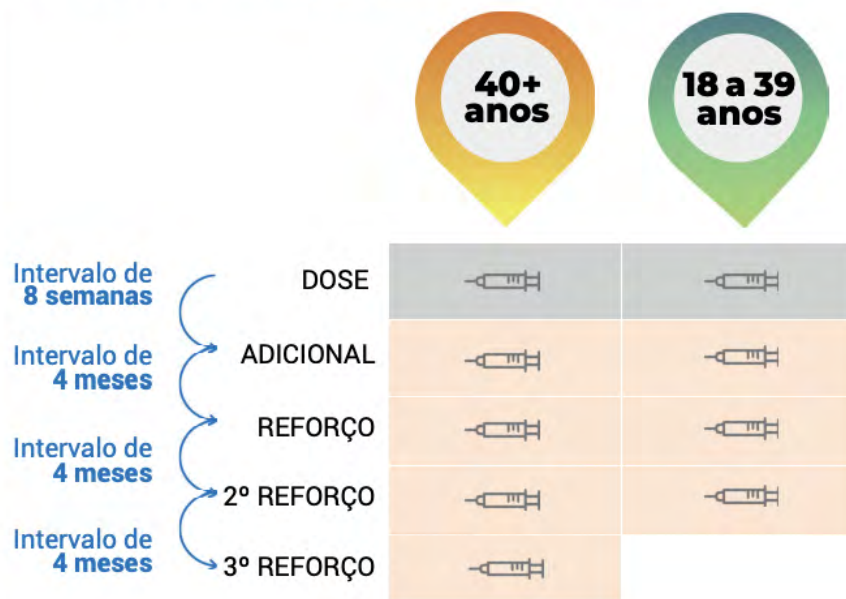 40+
anos
18 a 39
anos
Intervalo de
8 semanas
DOSE
Intervalo de
4 meses
ADICIONAL
REFORÇO
Intervalo de
4 meses
2º REFORÇO
Intervalo de
4 meses
3º REFORÇO